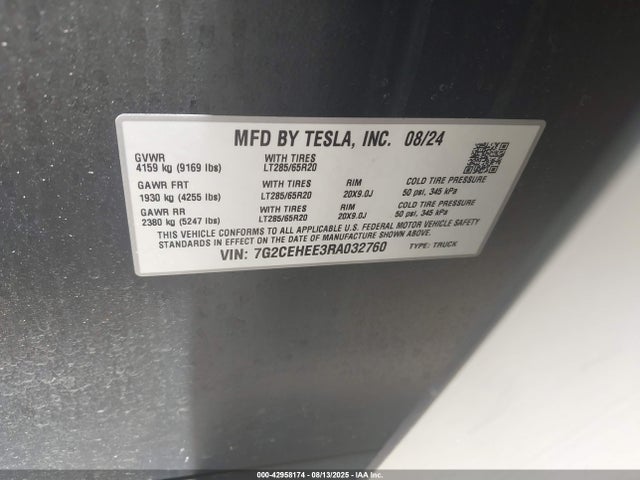 MFD BY TESLA, INC. 08/24
GVWR WITH TIRES
4159 kg (9169 lbs) LT285/65R20
GAWR FRT WITH TIRES RIM COLD TIRE PRESSURE
1930 kg (4255 lbs) LT285/65R20 20X9.0J 50 psi, 345 kPa
GAWR RR WITH TIRES RIM COLD TIRE PRESSURE
2380 kg (5247 lbs) LT285/65R20 20X9.0J 50 psi, 345 kPa
THIS VEHICLE CONFORMS TO ALL APPLICABLE U.S. FEDERAL MOTOR VEHICLE SAFETY
STANDARDS IN EFFECT ON THE DATE OF MANUFACTURE SHOWN ABOVE.
VIN: 7G2CEHEE3RA032760 TYPE: TRUCK
000-42958174 | 08/13/2025 - IAA Inc.